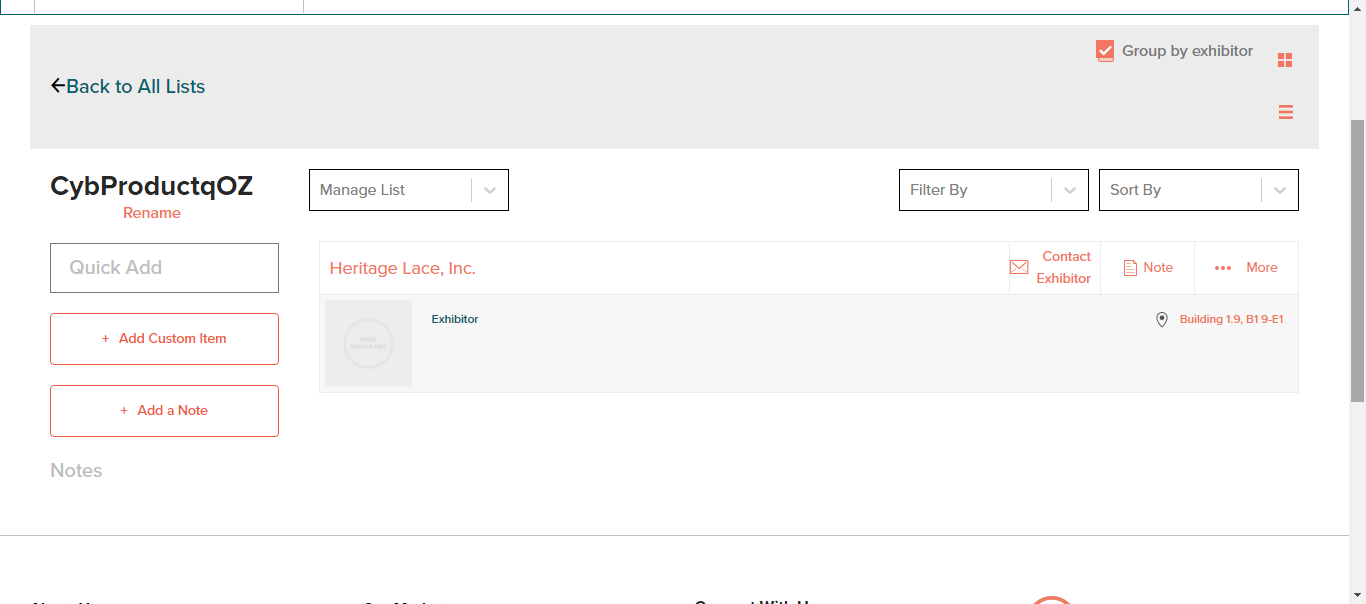 Group by exhibitor
Back to All Lists
CybProductqOZ
Rename
Manage List
Filter By
Sort By
Quick Add
+ Add Custom Item
+ Add a Note
Notes
Heritage Lace, Inc.
Contact
Exhibitor
Note
More
Exhibitor
Building 1.9, B1 9-E1